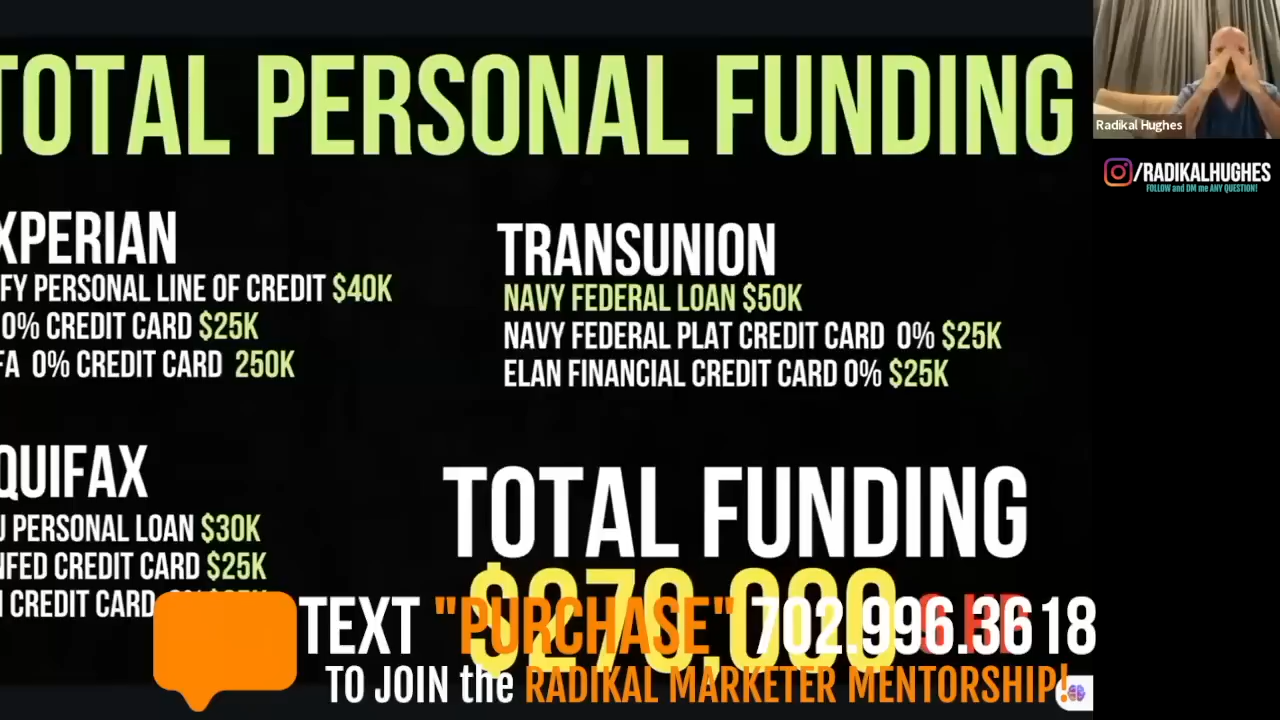 TOTAL PERSONAL FUNDING
XPERIAN
FY PERSONAL LINE OF CREDIT $40K
0% CREDIT CARD $25K
FA 0% CREDIT CARD 250K
TRANSUNION
NAVY FEDERAL LOAN $50K
NAVY FEDERAL PLAT CREDIT CARD 0% $25K
ELAN FINANCIAL CREDIT CARD 0% $25K
QUIFAX
U PERSONAL LOAN $30K
NFED CREDIT CARD $25K
CREDIT CARD
TOTAL FUNDING
$270,000
TEXT "PURCHASE" 702.996.3618
TO JOIN the RADIKAL MARKETER MENTORSHIP!
Radikal Hughes
/RADIKALHUGHES
FOLLOW and DM me ANY QUESTION!